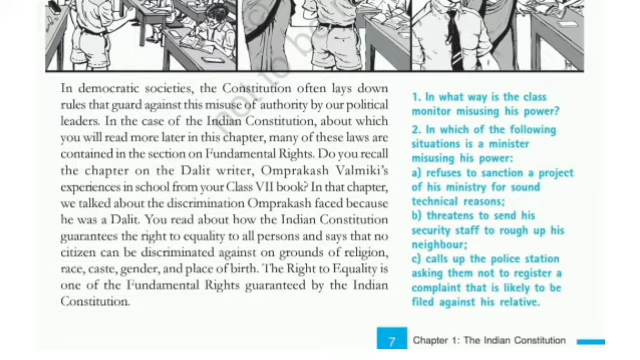 In democratic societies, the Constitution often lays down
rules that guard against this misuse of authority by our political
leaders. In the case of the Indian Constitution, about which
you will read more later in this chapter, many of these laws are
contained in the section on Fundamental Rights. Do you recall
the chapter on the Dalit writer, Omprakash Valmiki's
experiences in school from your Class VII book? In that chapter,
we talked about the discrimination Omprakash faced because
he was a Dalit. You read about how the Indian Constitution
guarantees the right to equality to all persons and says that no
citizen can be discriminated against on grounds of religion,
race, caste, gender, and place of birth. The Right to Equality is
one of the Fundamental Rights guaranteed by the Indian
Constitution.
1. In what way is the class
monitor misusing his power?
2. In which of the following
situations is a minister
misusing his power:
a) refuses to sanction a project
of his ministry for sound
technical reasons;
b) threatens to send his
security staff to rough up his
neighbour;
c) calls up the police station
asking them not to register a
complaint that is likely to be
filed against his relative.
7 Chapter 1: The Indian Constitution